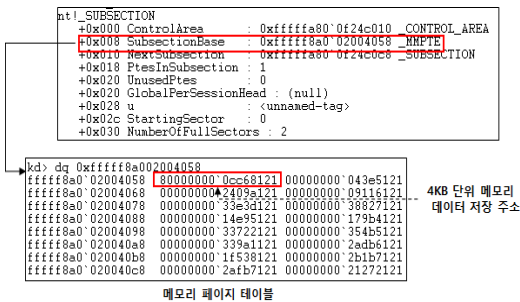 nt!_SUBSECTION
+0x000 ControlArea : 0xfffffa80`0f24c010 _CONTROL_AREA
+0x008 SubsectionBase : 0xfffff8a0`02004058 _MMPTE
+0x010 NextSubsection : 0xfffffa80`0f24c0c8 _SUBSECTION
+0x018 PtesInSubsection : 1
+0x020 UnusedPtes : 0
+0x020 GlobalPerSessionHead : (null)
+0x028 u : <unnamed-tag>
+0x02c StartingSector : 0
+0x030 NumberOfFullSectors : 2
kd> dq 0xfffff8a002004058
fffff8a0`02004058 80000000`0cc68121 00000000`043e5121
fffff8a0`02004068 00000000`2409a121 00000000`09116121
fffff8a0`02004078 00000000`33e3d121 00000000`38827121
fffff8a0`02004088 00000000`14e95121 00000000`179b4121
fffff8a0`02004098 00000000`33722121 00000000`354b5121
fffff8a0`020040a8 00000000`339a1121 00000000`2adb6121
fffff8a0`020040b8 00000000`1f538121 00000000`2b1b7121
fffff8a0`020040c8 00000000`2afb7121 00000000`21272121
4KB 단위 메모리
데이터 저장 주소
메모리 페이지 테이블